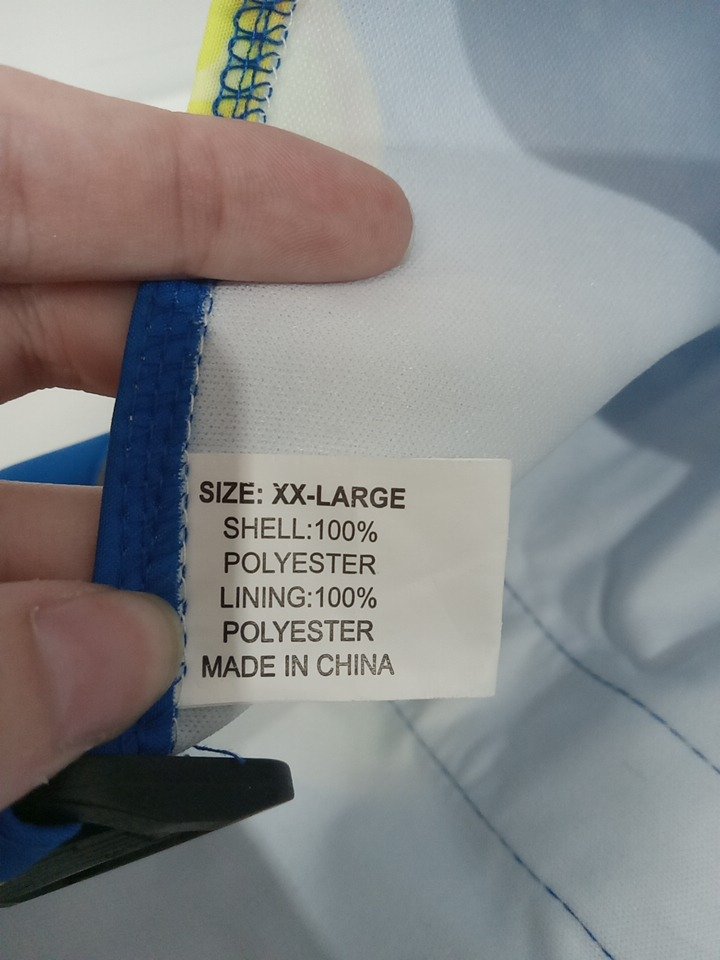 SIZE: XX-LARGE
SHELL:100%
POLYESTER
LINING:100%
POLYESTER
MADE IN CHINA